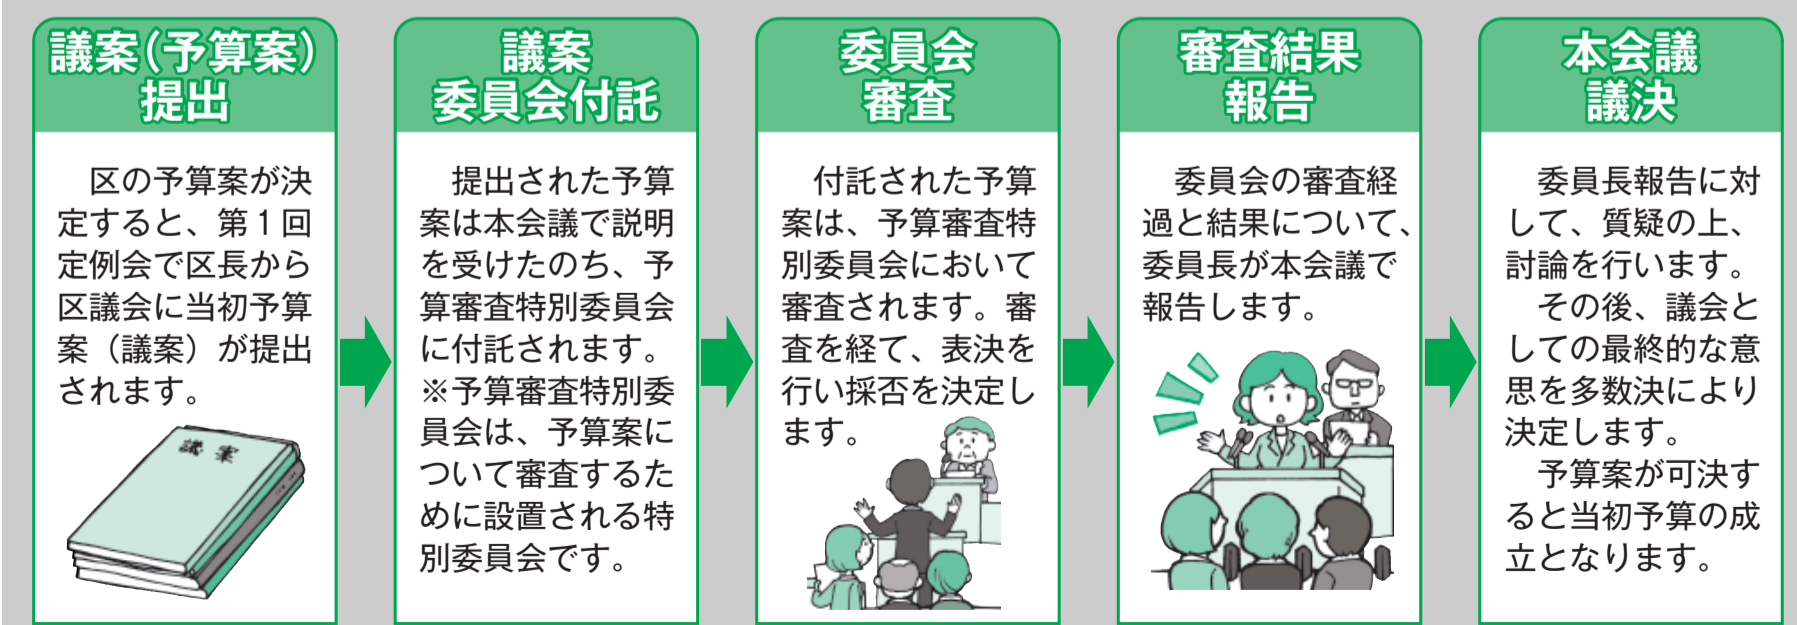 議案(予算案)
提出
区の予算案が決
定すると、第1回
定例会で区長から
区議会に当初予算
案（議案）が提出
されます。
議案
議案
委員会付託
提出された予算
案は本会議で説明
を受けたのち、予
算審査特別委員会
に付託されます。
※予算審査特別委
員会は、予算案に
ついて審査するた
めに設置される特
別委員会です。
委員会
審査
付託された予算
案は、予算審査特
別委員会において
審査されます。審
査を経て、表決を
行い採否を決定し
ます。
審査結果
報告
委員会の審査経
過と結果について、
委員長が本会議で
報告します。
本会議
議決
委員長報告に対
して、質疑の上、
討論を行います。
その後、議会と
しての最終的な意
思を多数決により
決定します。
予算案が可決す
ると当初予算の成
立となります。